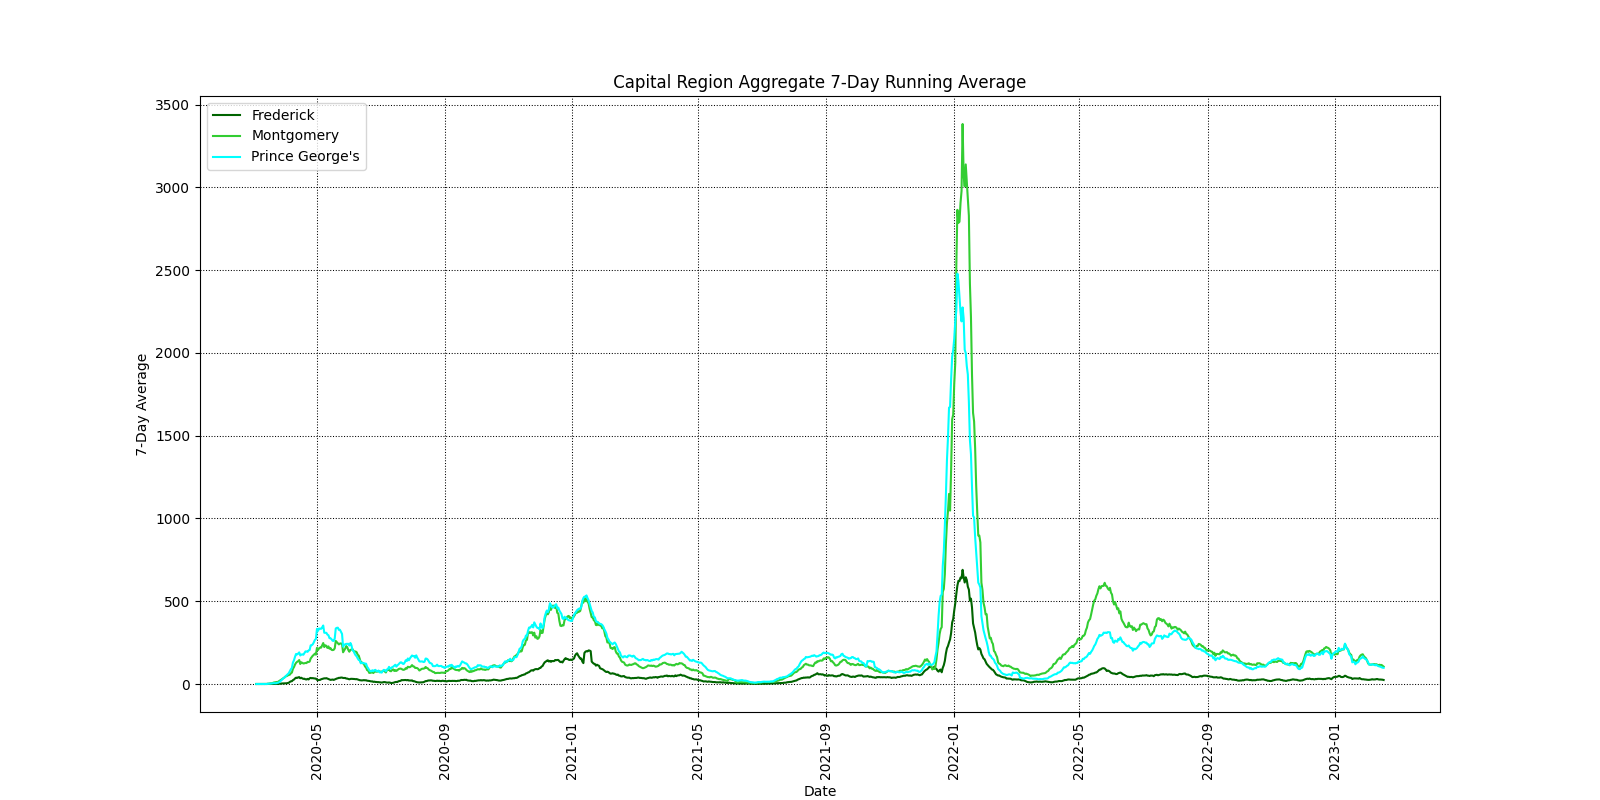 Capital Region Aggregate 7-Day Running Average
Frederick
Montgomery
Prince George's
7-Day Average
3500
3000
2500
2000
1500
1000
500
0
2020-05
2020-09
2021-01
2021-05
2021-09
2022-01
2022-05
2022-09
2023-01
Date